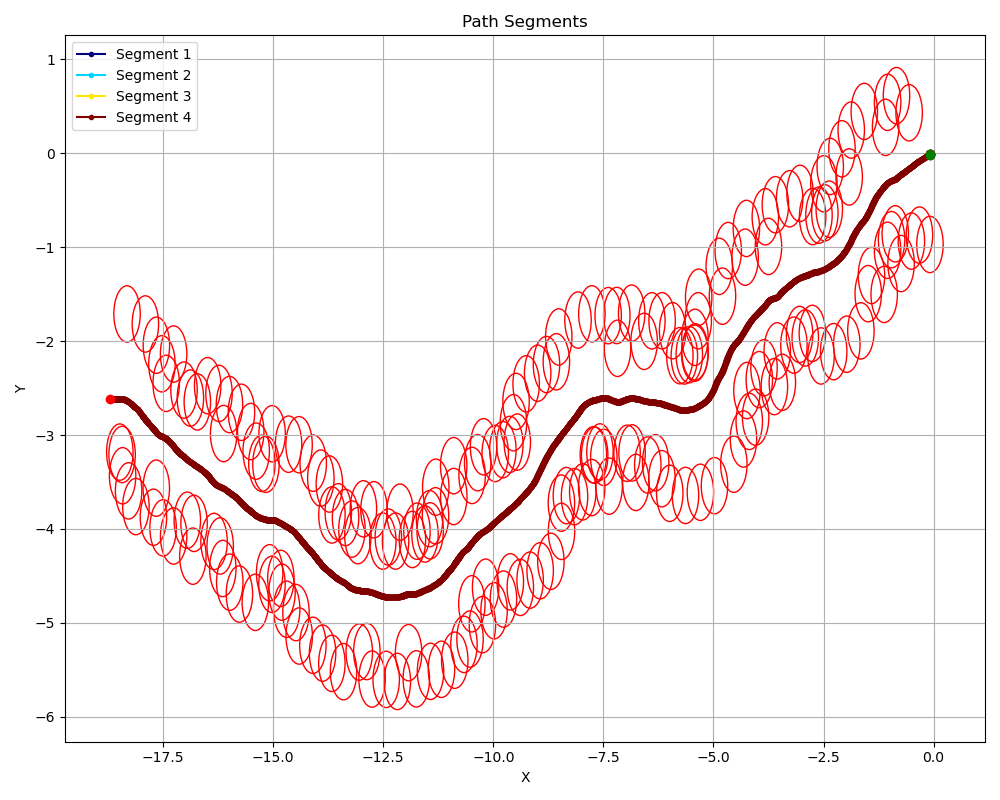 Path Segments
Segment 1
Segment 2
Segment 3
Segment 4
1
0
−1
−2
−3
−4
−5
−6
Y
−17.5 −15.0 −12.5 −10.0 −7.5 −5.0 −2.5 0.0
X